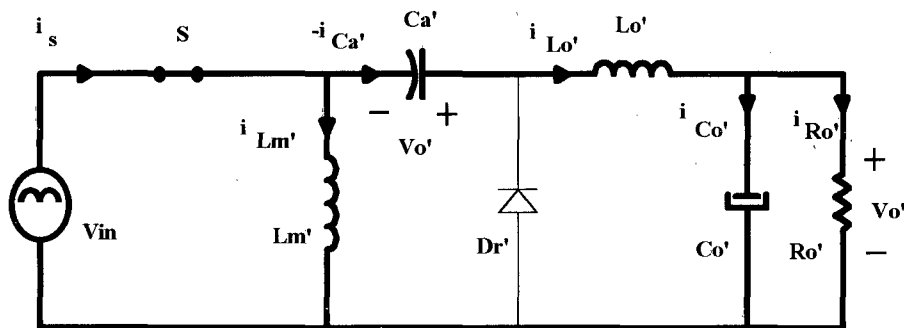 i s
S
-i Ca'
Ca'
i Lo'
Lo'
− +
Vo'
i Lm'
Lm'
Vin
Dr'
i Co'
Co'
i Ro'
Ro'
+
Vo'
−